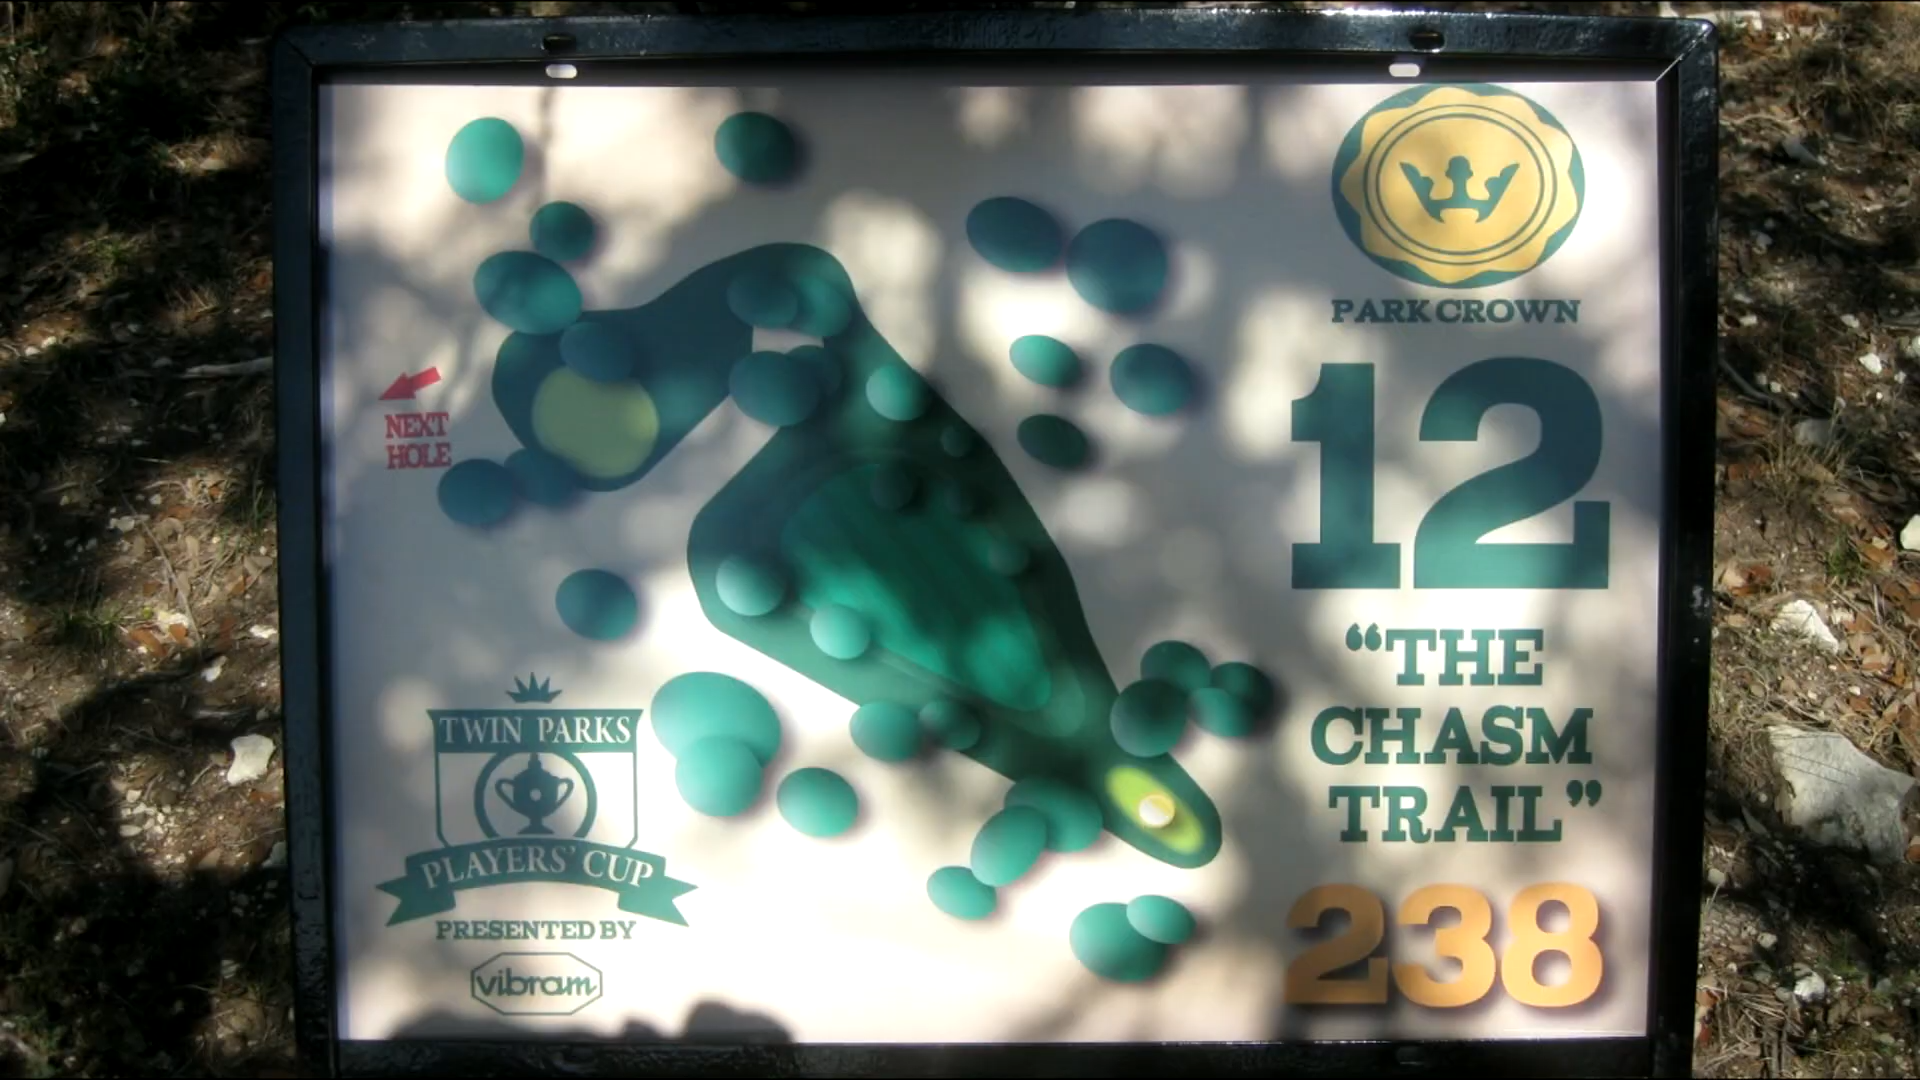 PARK CROWN
12
“THE
CHASM
TRAIL”
238
NEXT
HOLE
TWIN PARKS
PLAYERS' CUP
PRESENTED BY
vibram